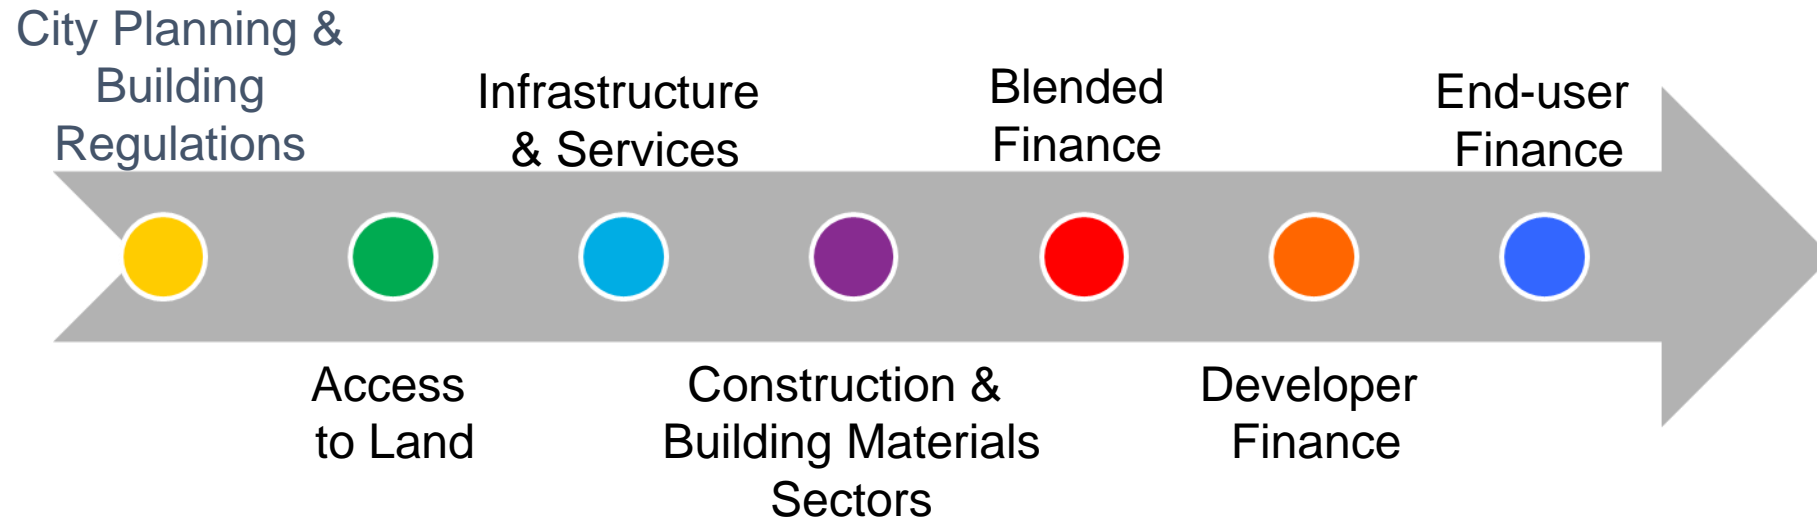 City Planning &
Building
Regulations
Infrastructure
& Services
Blended
Finance
End-user
Finance
Access
to Land
Construction &
Building Materials
Sectors
Developer
Finance